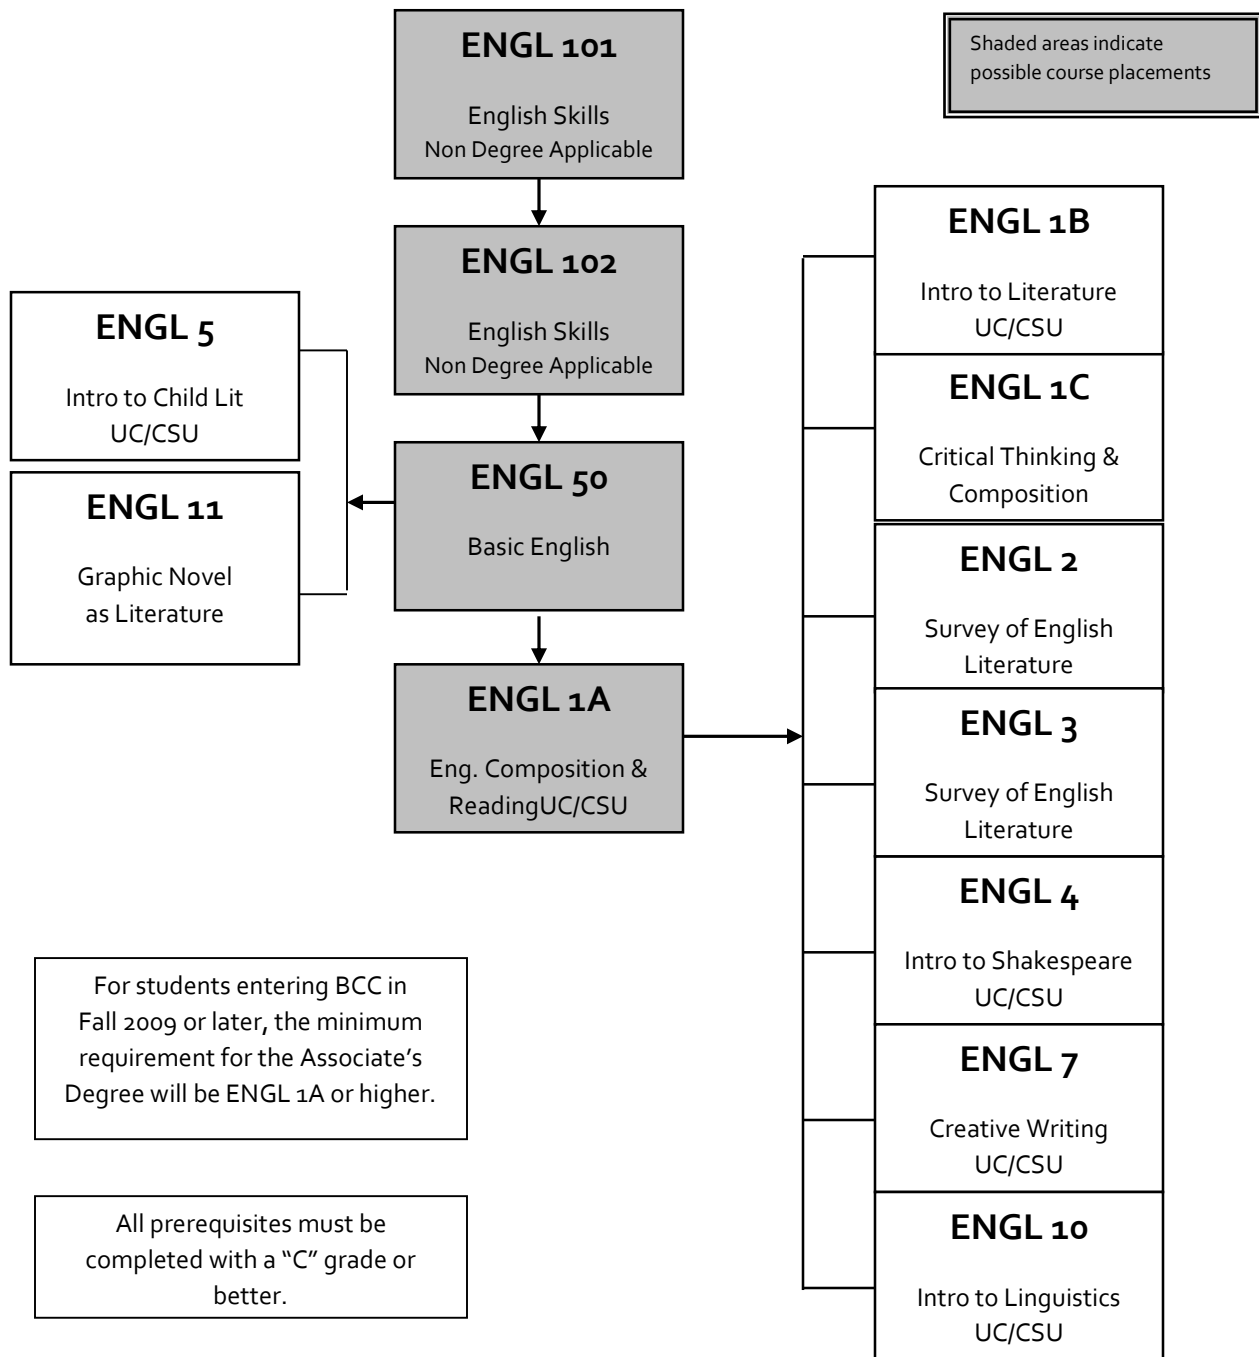 ENGL 101
English Skills
Non Degree Applicable
Shaded areas indicate
possible course placements
ENGL 102
English Skills
Non Degree Applicable
ENGL 5
Intro to Child Lit
UC/CSU
ENGL 11
Graphic Novel
as Literature
ENGL 50
Basic English
ENGL 1A
Eng. Composition &
ReadingUC/CSU
ENGL 1B
Intro to Literature
UC/CSU
ENGL 1C
Critical Thinking &
Composition
ENGL 2
Survey of English
Literature
ENGL 3
Survey of English
Literature
ENGL 4
Intro to Shakespeare
UC/CSU
ENGL 7
Creative Writing
UC/CSU
ENGL 10
Intro to Linguistics
UC/CSU
For students entering BCC in
Fall 2009 or later, the minimum
requirement for the Associate’s
Degree will be ENGL 1A or higher.
All prerequisites must be
completed with a “C” grade or
better.